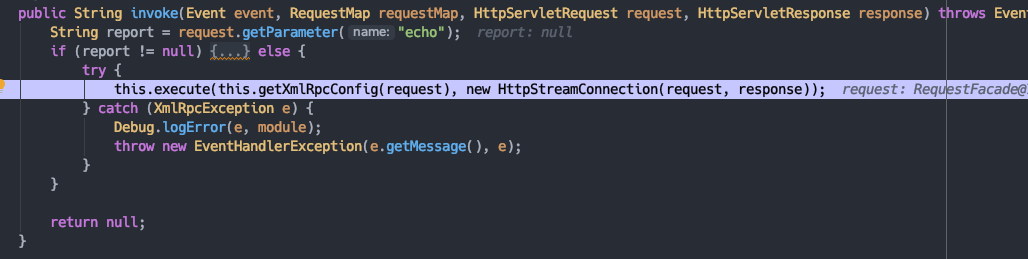 public String invoke(Event event, RequestMap requestMap, HttpServletRequest request, HttpServletResponse response) throws Even
String report = request.getParameter( name: "echo"); report: null
if (report != null) {...} else {
try {
this.execute(this.getXmlRpcConfig(request), new HttpStreamConnection(request, response)); request: RequestFacade@
} catch (XmlRpcException e) {
Debug.logError(e, module);
throw new EventHandlerException(e.getMessage(), e);
}
}
return null;
}